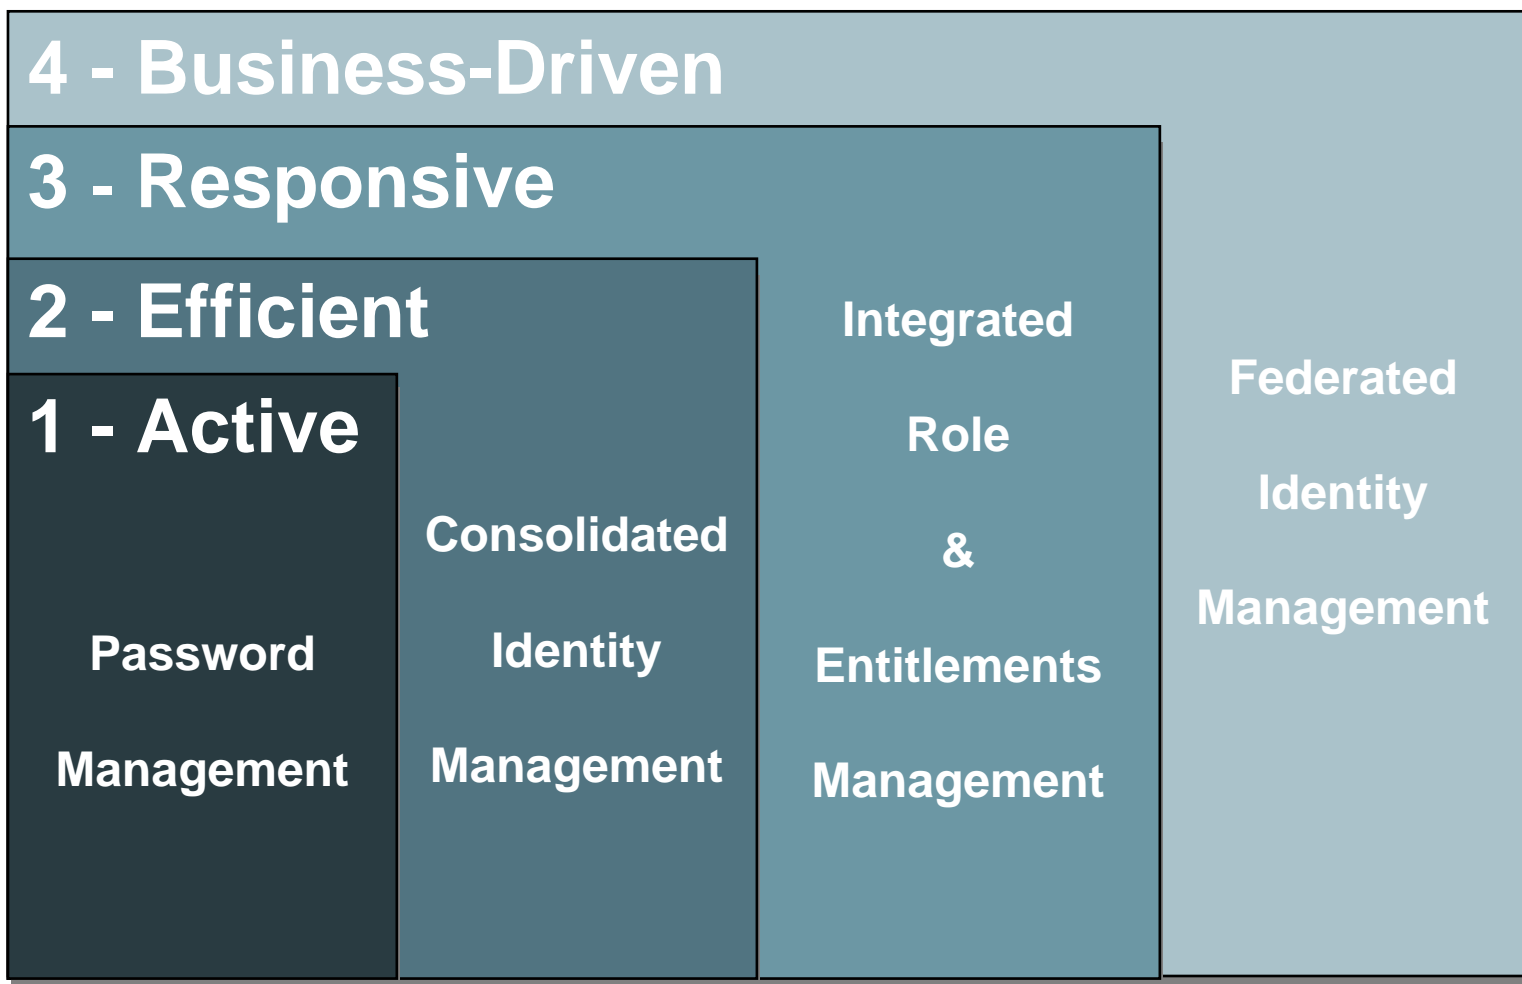 4 - Business-Driven
3 - Responsive
2 - Efficient
1 - Active
Password
Management
Consolidated
Identity
Management
Integrated
Role
&
Entitlements
Management
Federated
Identity
Management